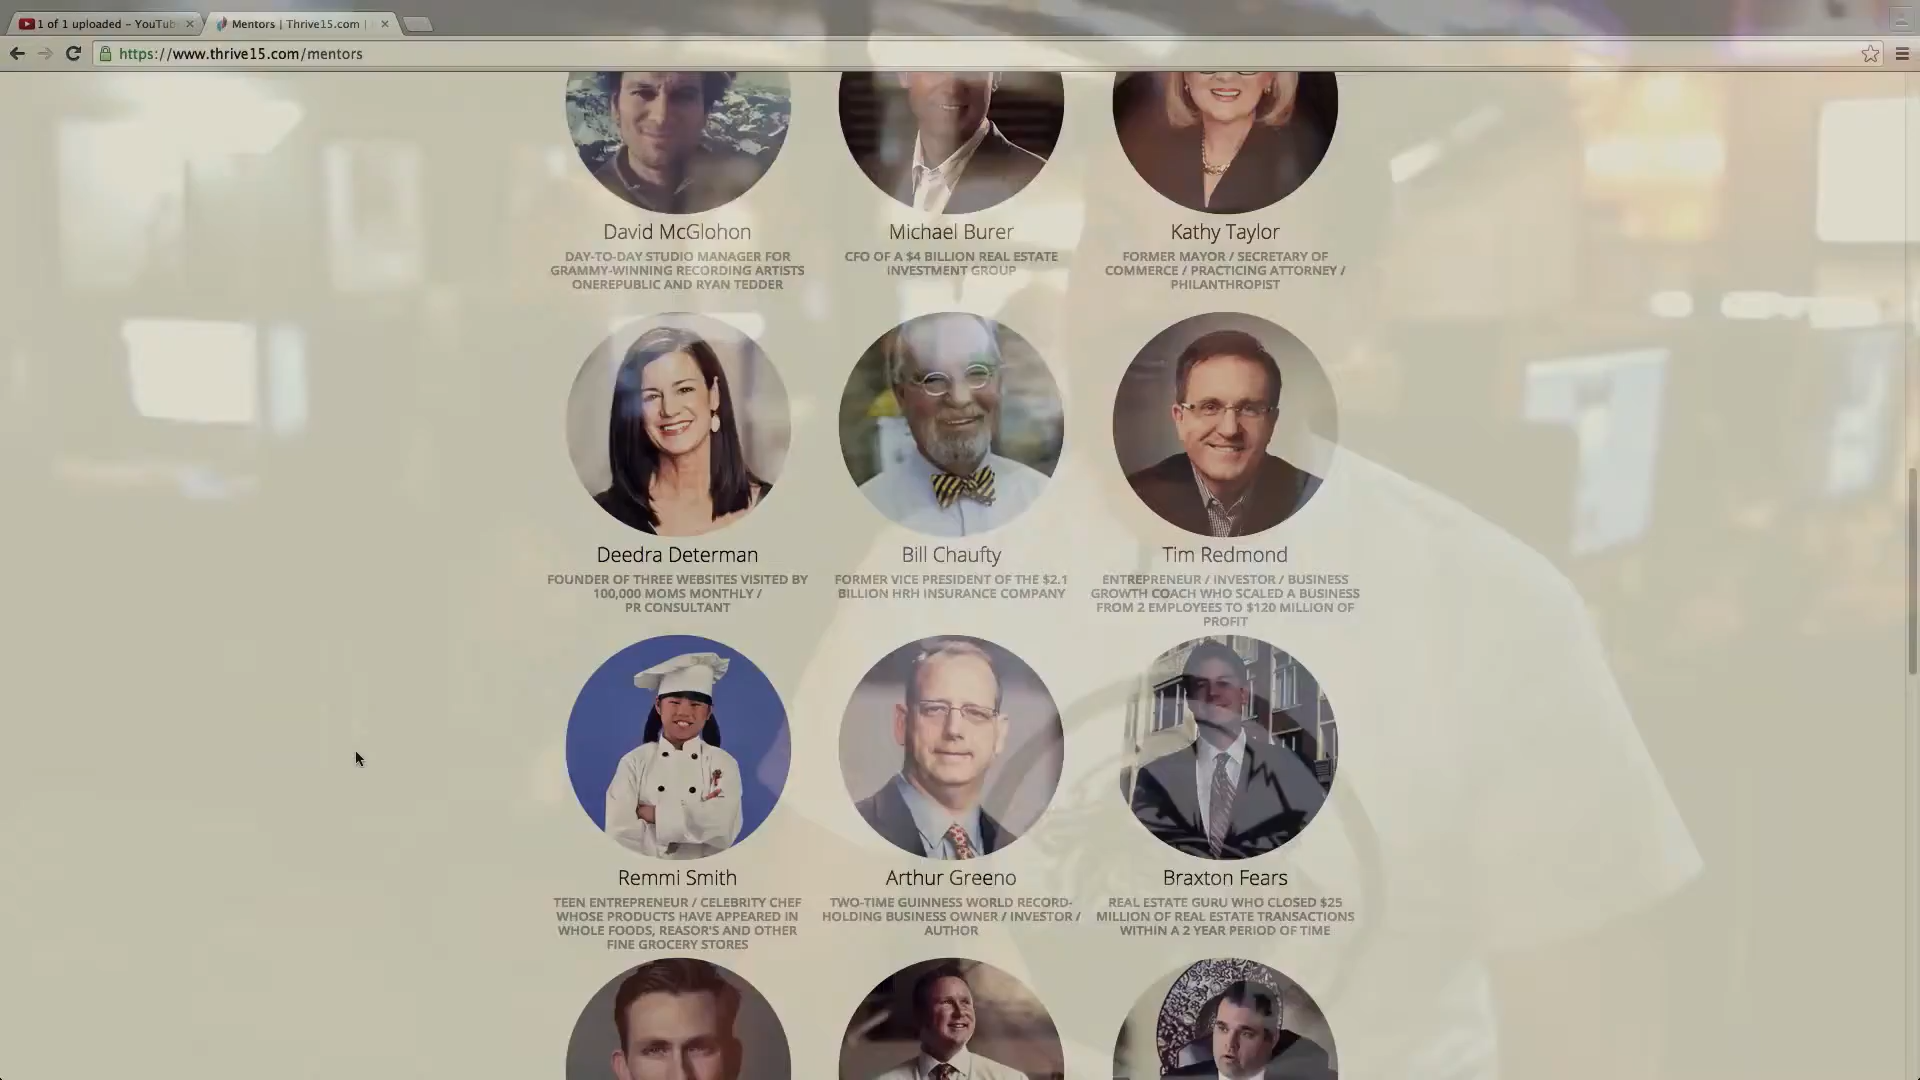 1 of 1 uploaded – YouTub
Mentors | Thrive15.com |
https://www.thrive15.com/mentors
David McGlohon
DAY-TO-DAY STUDIO MANAGER FOR
GRAMMY-WINNING RECORDING ARTISTS
ONEREPUBLIC AND RYAN TEDDER
Michael Burer
CFO OF A $4 BILLION REAL ESTATE
INVESTMENT GROUP
Kathy Taylor
FORMER MAYOR / SECRETARY OF
COMMERCE / PRACTICING ATTORNEY /
PHILANTHROPIST
Deedra Determan
FOUNDER OF THREE WEBSITES VISITED BY
100,000 MOMS MONTHLY /
PR CONSULTANT
Bill Chaufty
FORMER VICE PRESIDENT OF THE $2.1
BILLION HRH INSURANCE COMPANY
Tim Redmond
ENTREPRENEUR / INVESTOR / BUSINESS
GROWTH COACH WHO SCALED A BUSINESS
FROM 2 EMPLOYEES TO $120 MILLION OF
PROFIT
Remmi Smith
TEEN ENTREPRENEUR / CELEBRITY CHEF
WHOSE PRODUCTS HAVE APPEARED IN
WHOLE FOODS, REASOR'S AND OTHER
FINE GROCERY STORES
Arthur Greeno
TWO-TIME GUINNESS WORLD RECORD-
HOLDING BUSINESS OWNER / INVESTOR /
AUTHOR
Braxton Fears
REAL ESTATE GURU WHO CLOSED $25
MILLION OF REAL ESTATE TRANSACTIONS
WITHIN A 2 YEAR PERIOD OF TIME